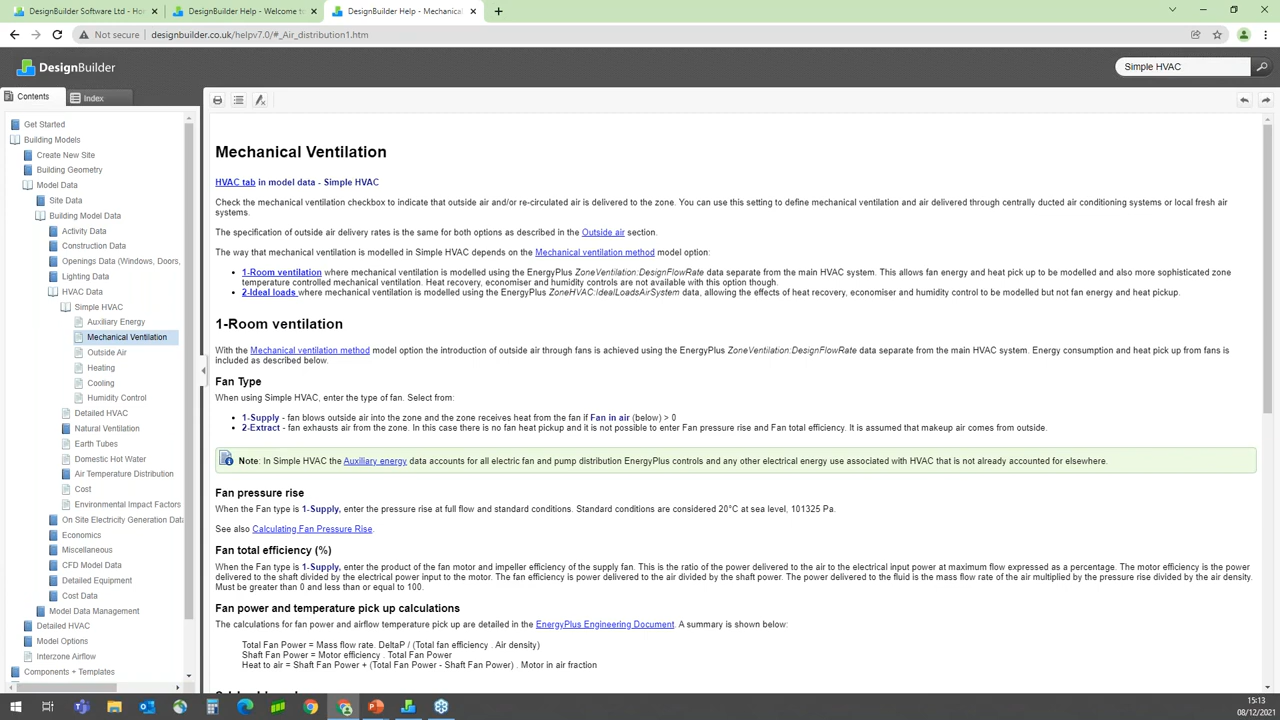 DesignBuilder Software Ltd - Ho
DesignBuilder Help - Welcome to
DesignBuilder Help - Mechanical
Not secure
designbuilder.co.uk/helpv7.0/#_Air_distribution1.htm
DesignBuilder
Simple HVAC
Contents
Index
Get Started
Building Models
Create New Site
Building Geometry
Model Data
Site Data
Building Model Data
Activity Data
Construction Data
Openings Data (Windows, Doors,
Lighting Data
HVAC Data
Simple HVAC
Auxiliary Energy
Mechanical Ventilation
Outside Air
Heating
Cooling
Humidity Control
Detailed HVAC
Natural Ventilation
Earth Tubes
Domestic Hot Water
Air Temperature Distribution
Cost
Environmental Impact Factors
On Site Electricity Generation Data
Economics
Miscellaneous
CFD Model Data
Detailed Equipment
Cost Data
Model Data Management
Detailed HVAC
Model Options
Interzone Airflow
Components + Templates
Mechanical Ventilation
HVAC tab in model data - Simple HVAC
Check the mechanical ventilation checkbox to indicate that outside air and/or re-circulated air is delivered to the zone. You can use this setting to define mechanical ventilation and air delivered through centrally ducted air conditioning systems or local fresh air
systems.
The specification of outside air delivery rates is the same for both options as described in the Outside air section.
The way that mechanical ventilation is modelled in Simple HVAC depends on the Mechanical ventilation method model option:
• 1-Room ventilation where mechanical ventilation is modelled using the EnergyPlus ZoneVentilation:DesignFlowRate data separate from the main HVAC system. This allows fan energy and heat pick up to be modelled and also more sophisticated zone
temperature controlled mechanical ventilation. Heat recovery, economiser and humidity controls are not available with this option though.
• 2-Ideal loads where mechanical ventilation is modelled using the EnergyPlus ZoneHVAC:IdealLoadsAirSystem data, allowing the effects of heat recovery, economiser and humidity control to be modelled but not fan energy and heat pickup.
1-Room ventilation
With the Mechanical ventilation method model option the introduction of outside air through fans is achieved using the EnergyPlus ZoneVentilation:DesignFlowRate data separate from the main HVAC system. Energy consumption and heat pick up from fans is
included as described below.
Fan Type
When using Simple HVAC, enter the type of fan. Select from:
• 1-Supply - fan blows outside air into the zone and the zone receives heat from the fan if Fan in air (below) > 0.
• 2-Extract - fan exhausts air from the zone. In this case there is no fan heat pickup and it is not possible to enter Fan pressure rise and Fan total efficiency. It is assumed that makeup air comes from outside.
Note: In Simple HVAC the Auxiliary energy data accounts for all electric fan and pump distribution EnergyPlus controls and any other electrical energy use associated with HVAC that is not already accounted for elsewhere.
Fan pressure rise
When the Fan type is 1-Supply, enter the pressure rise at full flow and standard conditions. Standard conditions are considered 20°C at sea level, 101325 Pa.
See also Calculating Fan Pressure Rise.
Fan total efficiency (%)
When the Fan type is 1-Supply, enter the product of the fan motor and impeller efficiency of the supply fan. This is the ratio of the power delivered to the air to the electrical input power at maximum flow expressed as a percentage. The motor efficiency is the power
delivered to the shaft divided by the electrical power input to the motor. The fan efficiency is power delivered to the air divided by the shaft power. The power delivered to the fluid is the mass flow rate of the air multiplied by the pressure rise divided by the air density.
Must be greater than 0 and less than or equal to 100.
Fan power and temperature pick up calculations
The calculations for fan power and airflow temperature pick up are detailed in the EnergyPlus Engineering Document. A summary is shown below:
Total Fan Power = Mass flow rate. DeltaP / (Total fan efficiency . Air density)
Shaft Fan Power = Motor efficiency . Total Fan Power
Heat to air = Shaft Fan Power + (Total Fan Power - Shaft Fan Power) . Motor in air fraction
15:13
08/12/2021